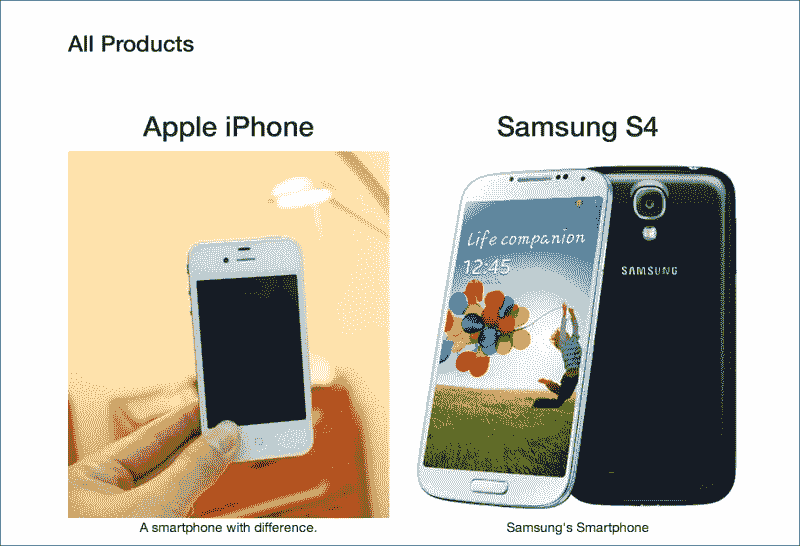 All Products
Apple iPhone
Samsung S4
Life companion
12:45
SAMSUNG
A smartphone with difference.
Samsung's Smartphone